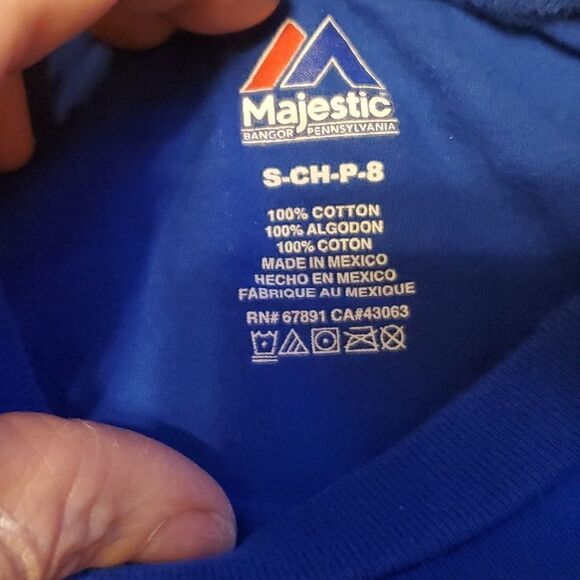 Majestic
BANGOR PENNSYLVANIA
S-CH-P-8
100% COTTON
100% ALGODON
100% COTON
MADE IN MEXICO
HECHO EN MEXICO
FABRIQUE AU MEXIQUE
RN# 67891 CA#43063